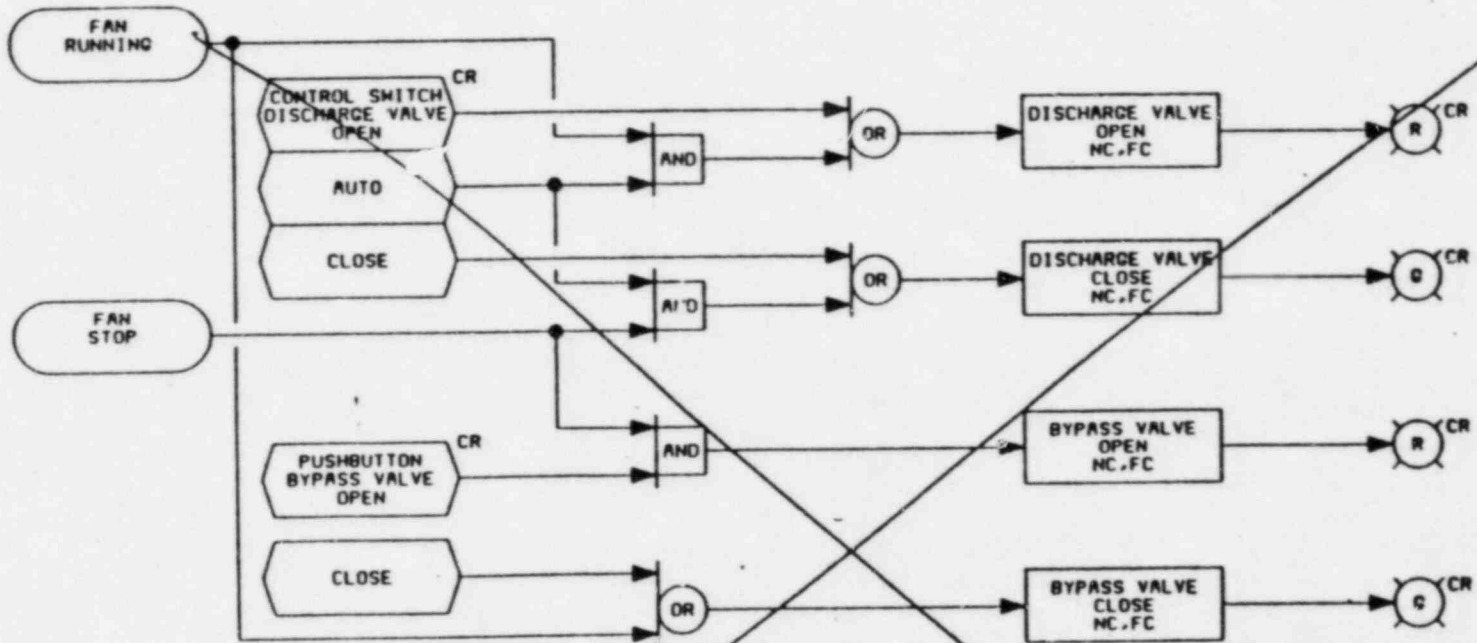 FAN
RUNNING
CR
CONTROL SWITCH
DISCHARGE VALVE
OPEN
AUTO
CLOSE
AND
OR
DISCHARGE VALVE
OPEN
NC,FC
R
CR
OR
DISCHARGE VALVE
CLOSE
NC,FC
G
CR
FAN
STOP
CR
PUSHBUTTON
BYPASS VALVE
OPEN
AND
BYPASS VALVE
OPEN
NC,FC
R
CR
CLOSE
OR
BYPASS VALVE
CLOSE
NC,FC
G
CR